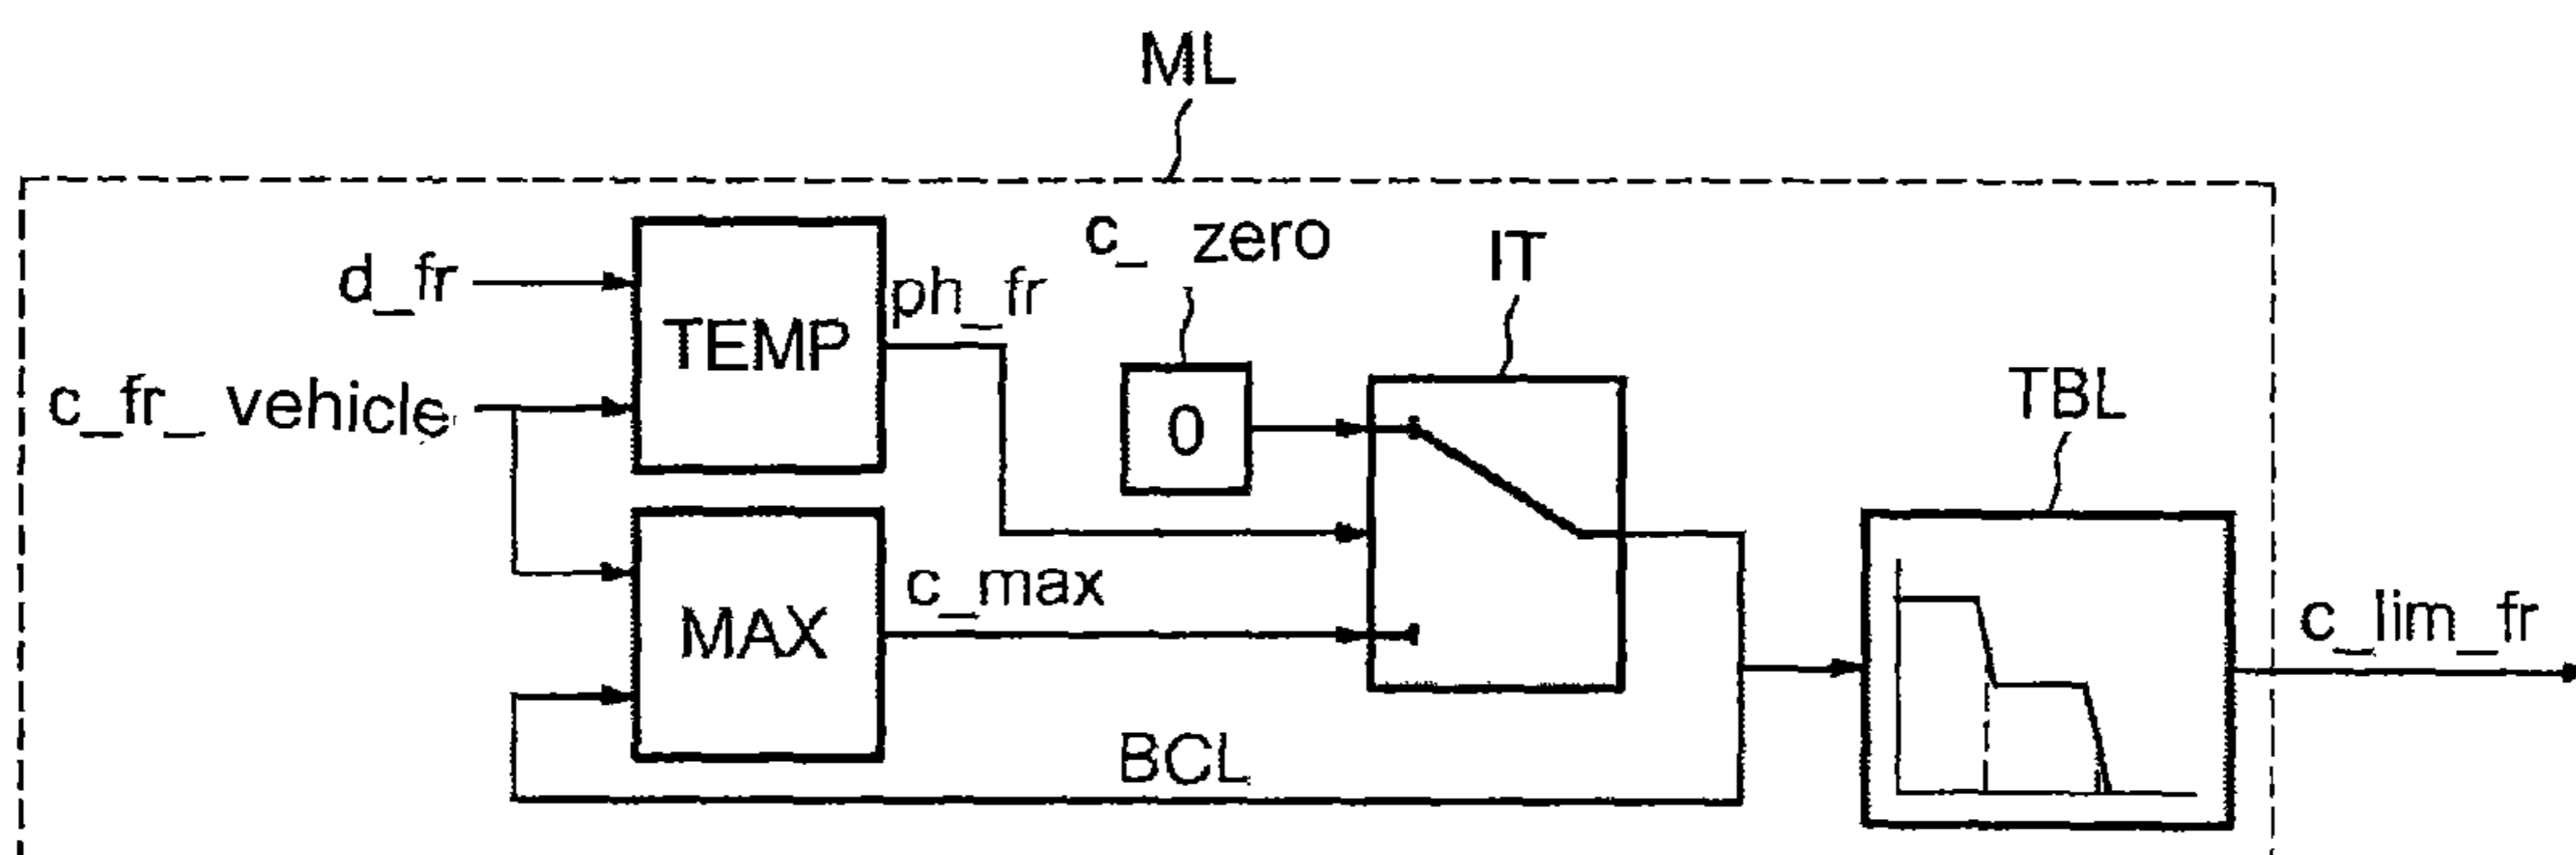 ML
c_ zero
IT
d_fr
TEMP
ph_fr
c_fr_ vehicle
0
TBL
MAX
c_max
c_lim_fr
BCL